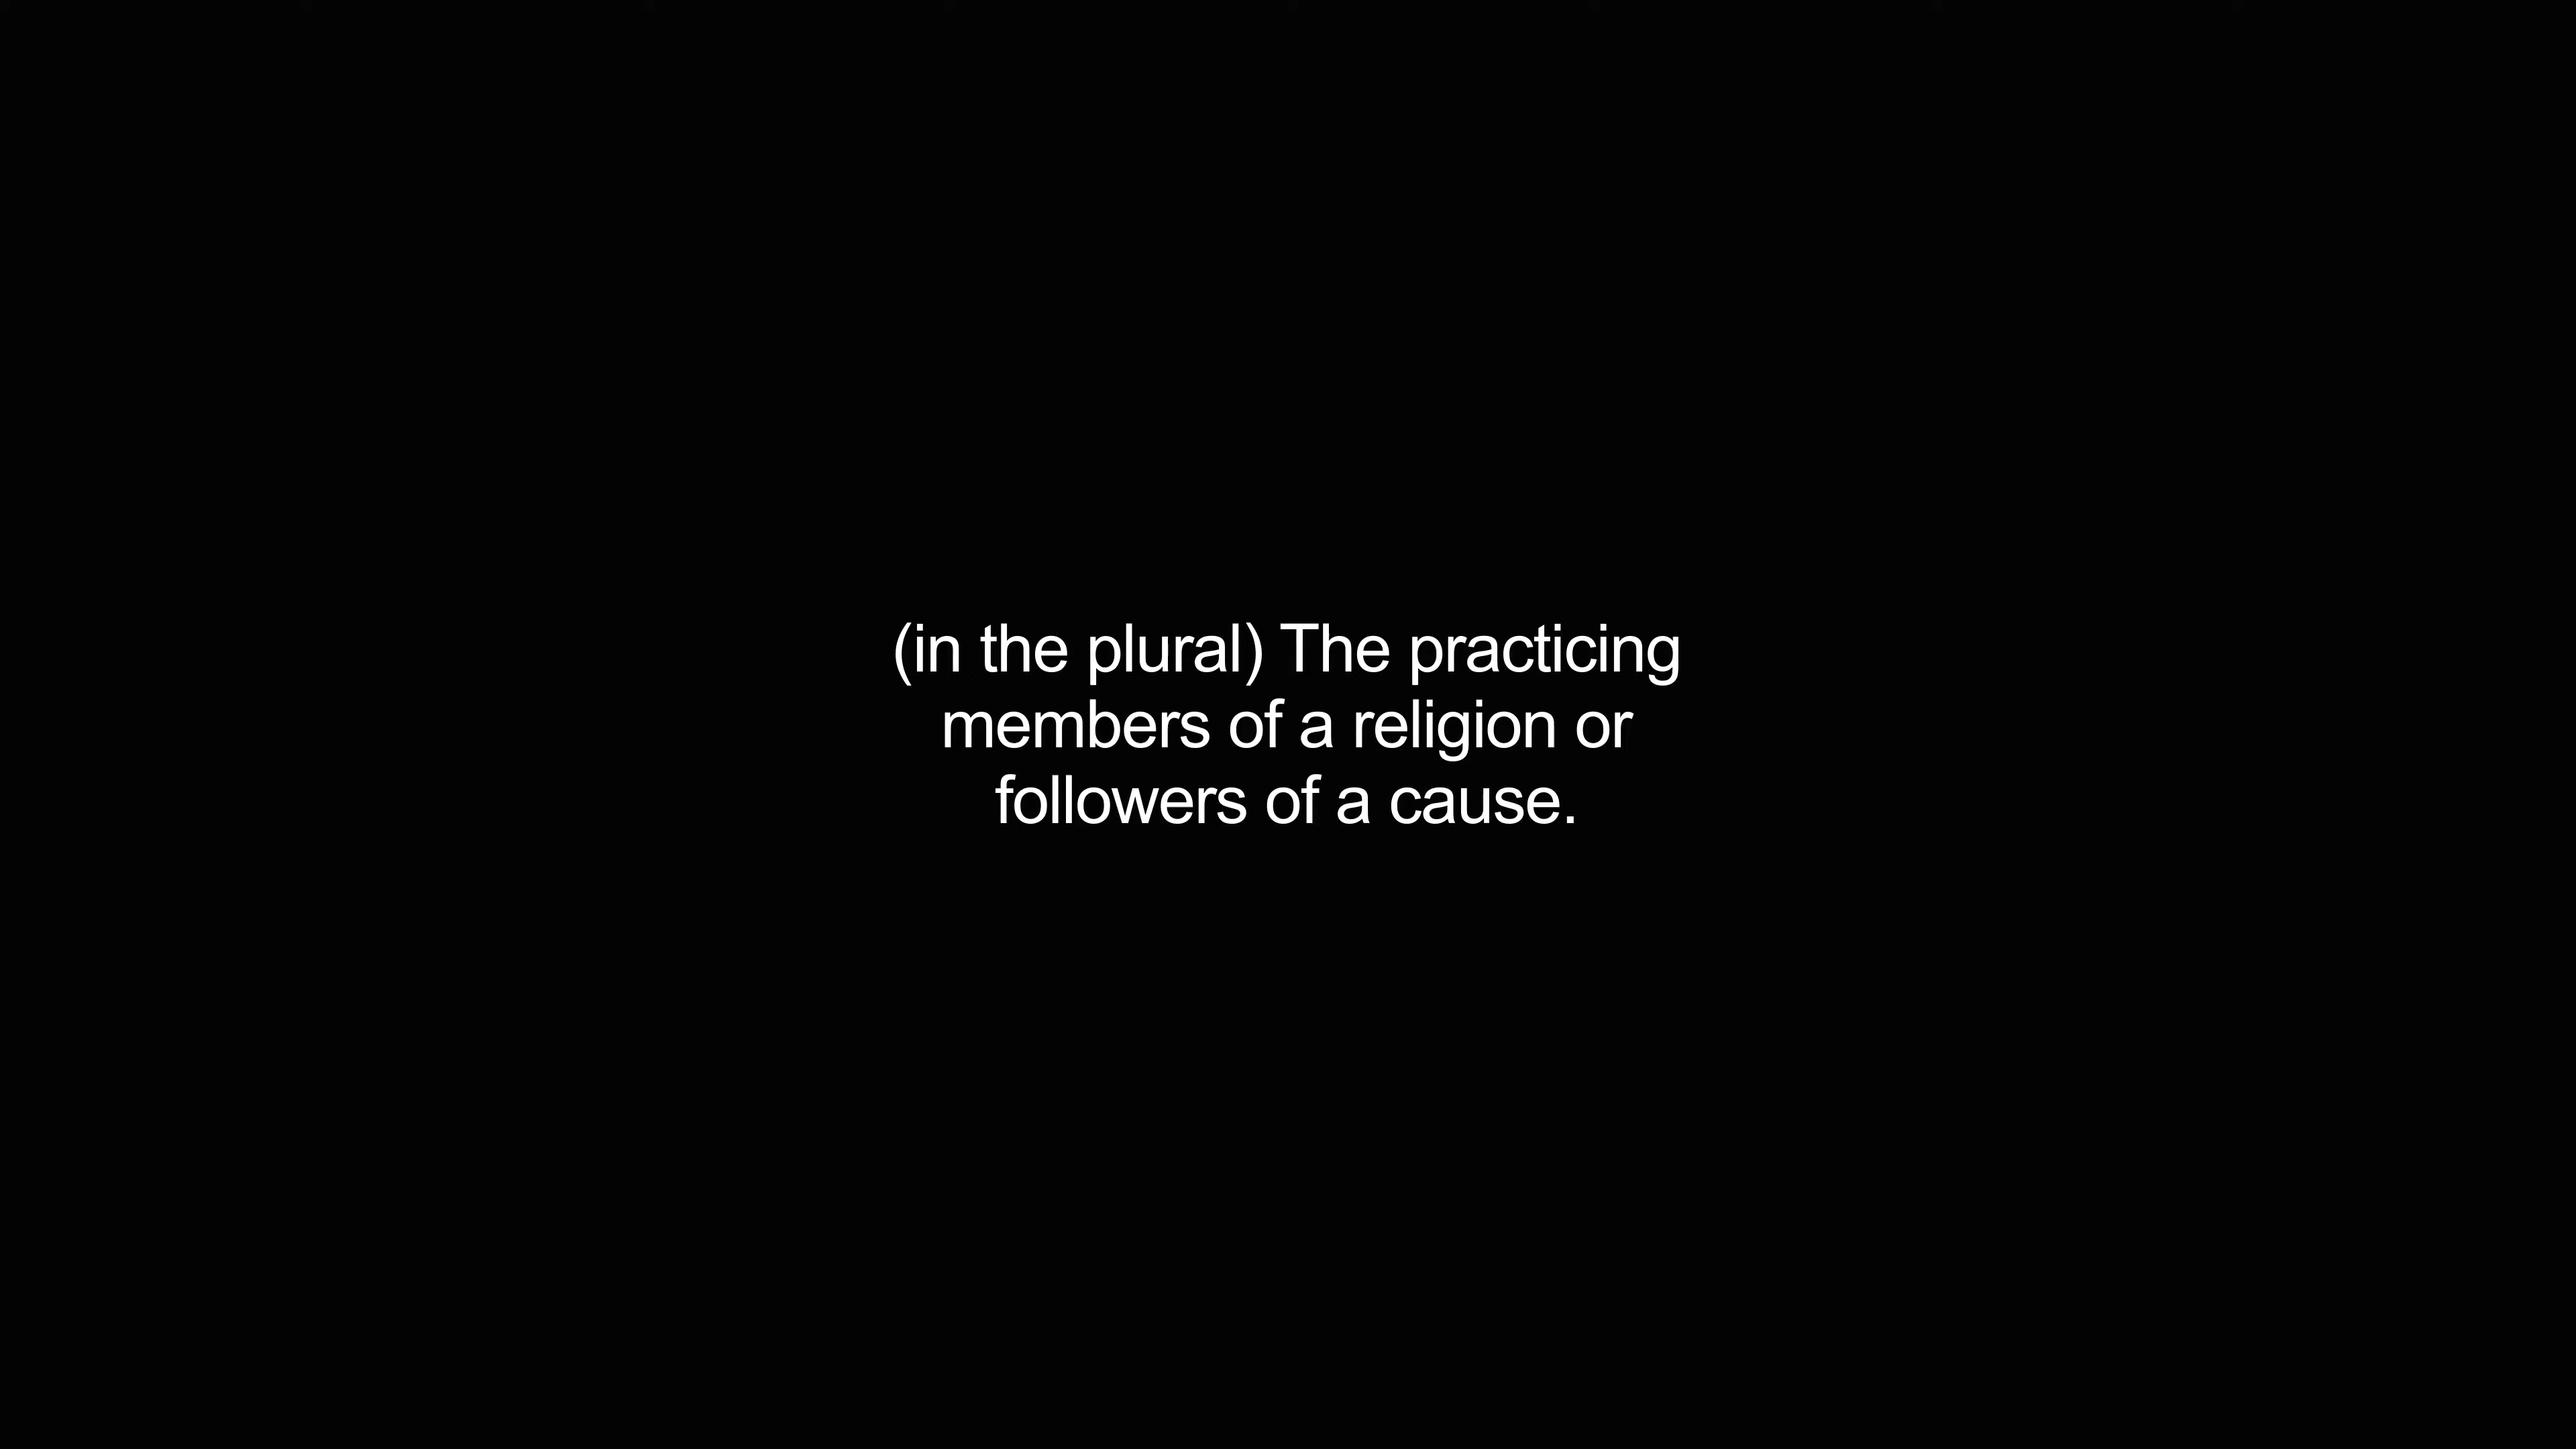 (in the plural) The practicing
members of a religion or
followers of a cause.